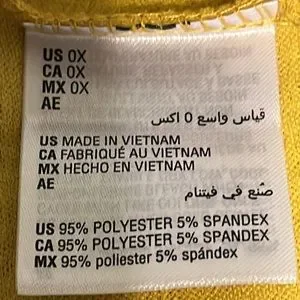 US 0X
CA 0X
MX 0X
AE
قياس واسع 0 اكس
US MADE IN VIETNAM
CA FABRIQUÉ AU VIETNAM
MX HECHO EN VIETNAM
AE
صُنع في فيتنام
US 95% POLYESTER 5% SPANDEX
CA 95% POLYESTER 5% SPANDEX
MX 95% poliester 5% spándex